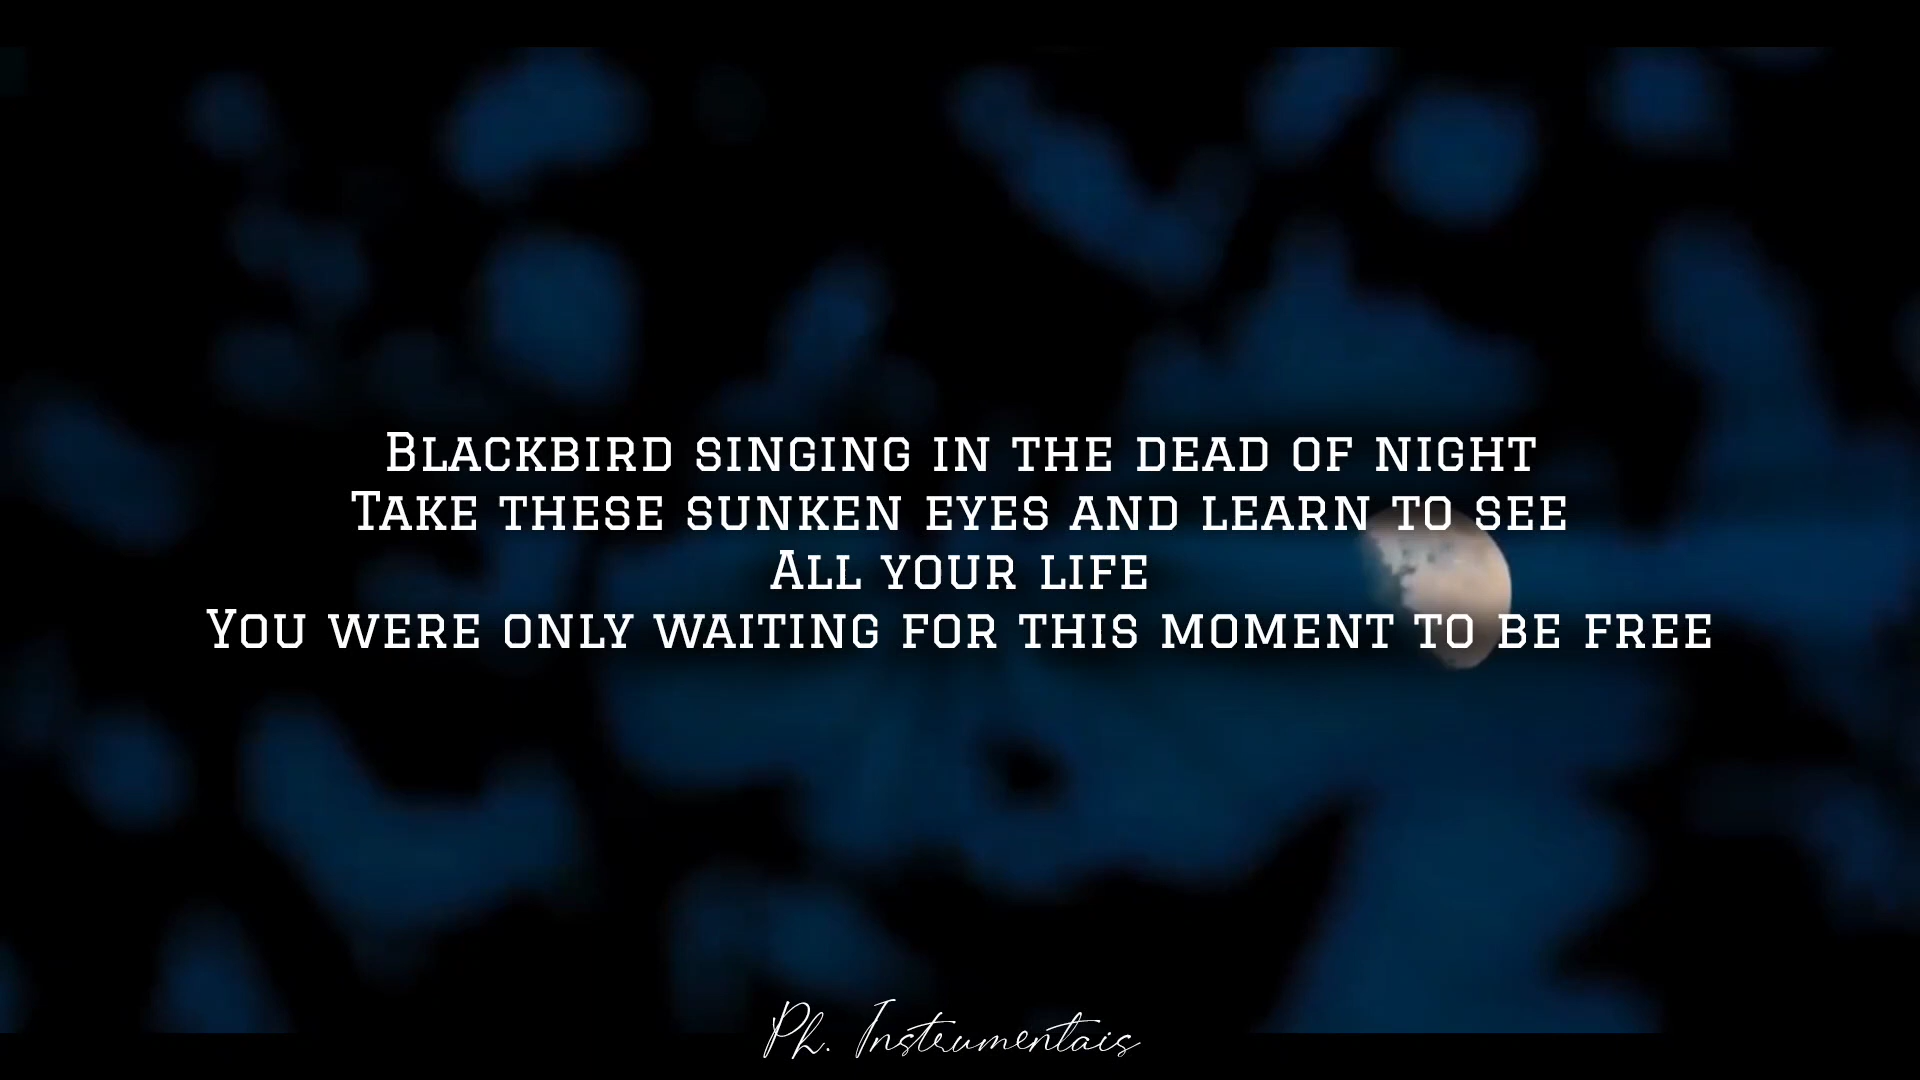 Blackbird singing in the dead of night
Take these sunken eyes and learn to see
All your life
You were only waiting for this moment to be free
Ph. Instrumentais